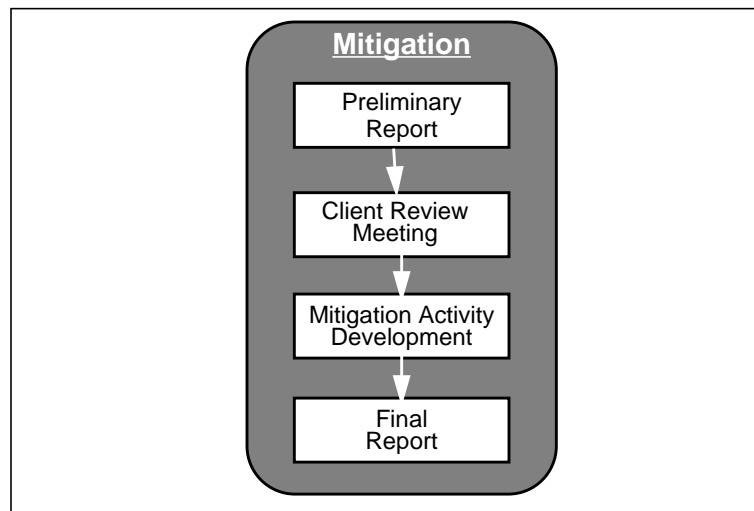 Mitigation
Preliminary
Report
Client Review
Meeting
Mitigation Activity
Development
Final
Report